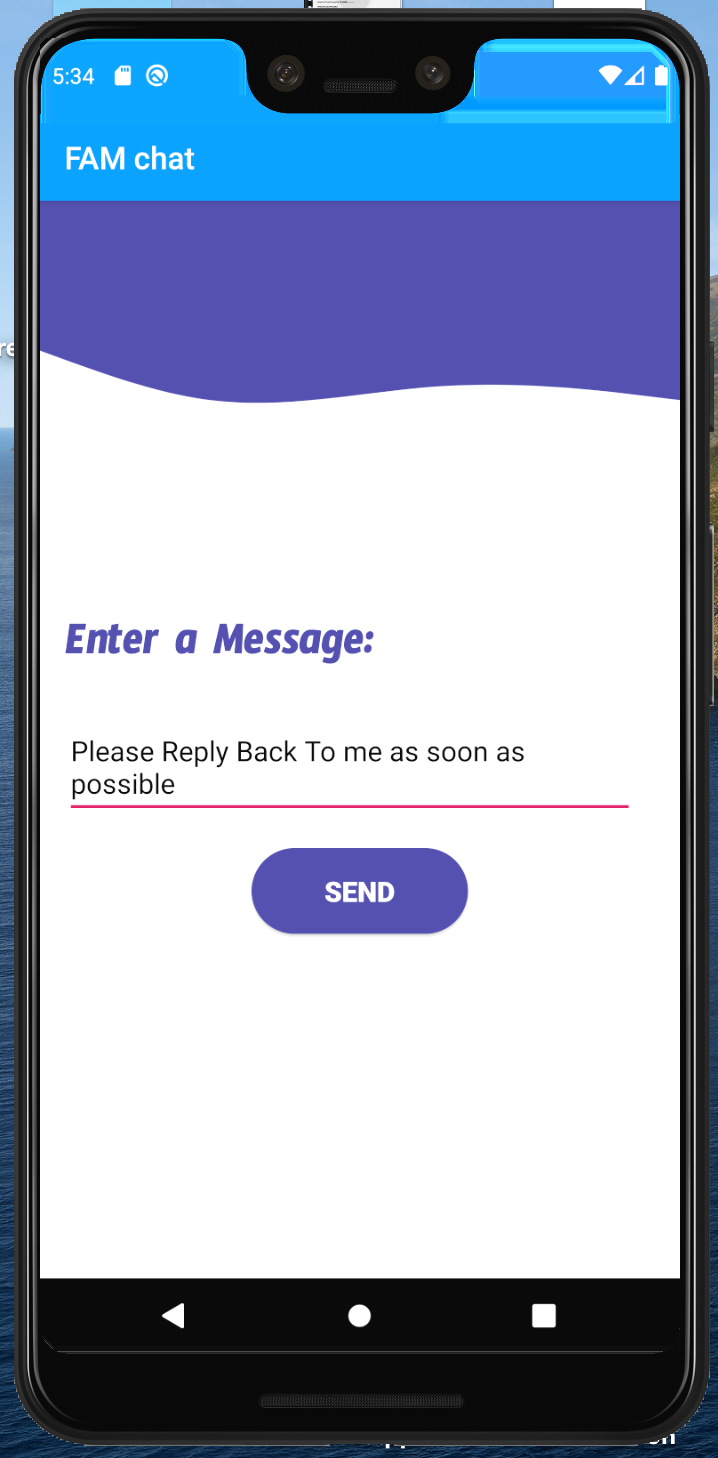 5:34
FAM chat
Enter a Message:
Please Reply Back To me as soon as
possible
SEND